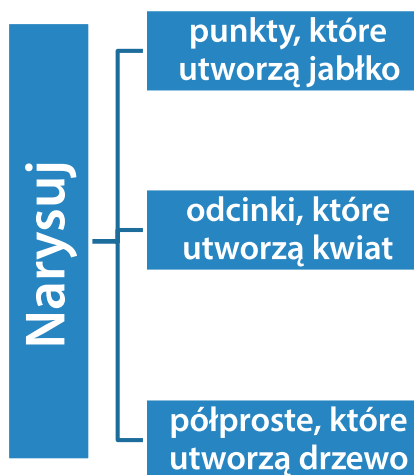 Narysuj
punkty, które
utworzą jabłko
odcinki, które
utworzą kwiat
półproste, które
utworzą drzewo